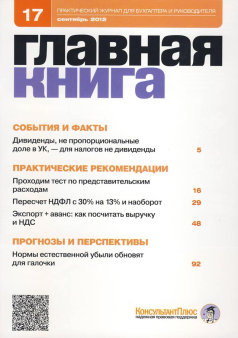 17
ПРАКТИЧЕСКИЙ ЖУРНАЛ ДЛЯ БУХГАЛТЕРА И РУКОВОДИТЕЛЯ
сентябрь 2012
главная
книга
СОБЫТИЯ И ФАКТЫ
Дивиденды, не пропорциональные
доле в УК, — для налогов не дивиденды 5
ПРАКТИЧЕСКИЕ РЕКОМЕНДАЦИИ
Проходим тест по представительским
расходам 16
Пересчет НДФЛ с 30% на 13% и наоборот 29
Экспорт + аванс: как посчитать выручку
и НДС 48
ПРОГНОЗЫ И ПЕРСПЕКТИВЫ
Нормы естественной убыли обновят
для галочки 92
КонсультантПлюс
надежная правовая поддержка